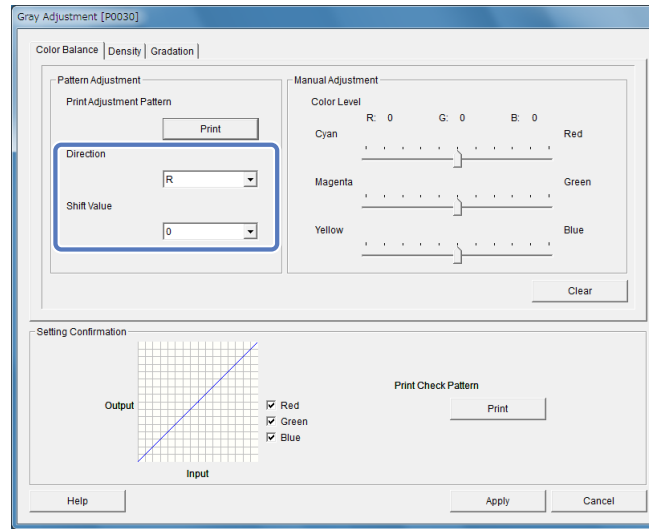 Gray Adjustment [P0030]
Color Balance Density Gradation
Pattern Adjustment
Print Adjustment Pattern
Print
Direction
R
Shift Value
0
Manual Adjustment
Color Level
R: 0 G: 0 B: 0
Cyan Red
Magenta Green
Yellow Blue
Clear
Setting Confirmation
Output
Input
Red
Green
Blue
Print Check Pattern
Print
Help Apply Cancel